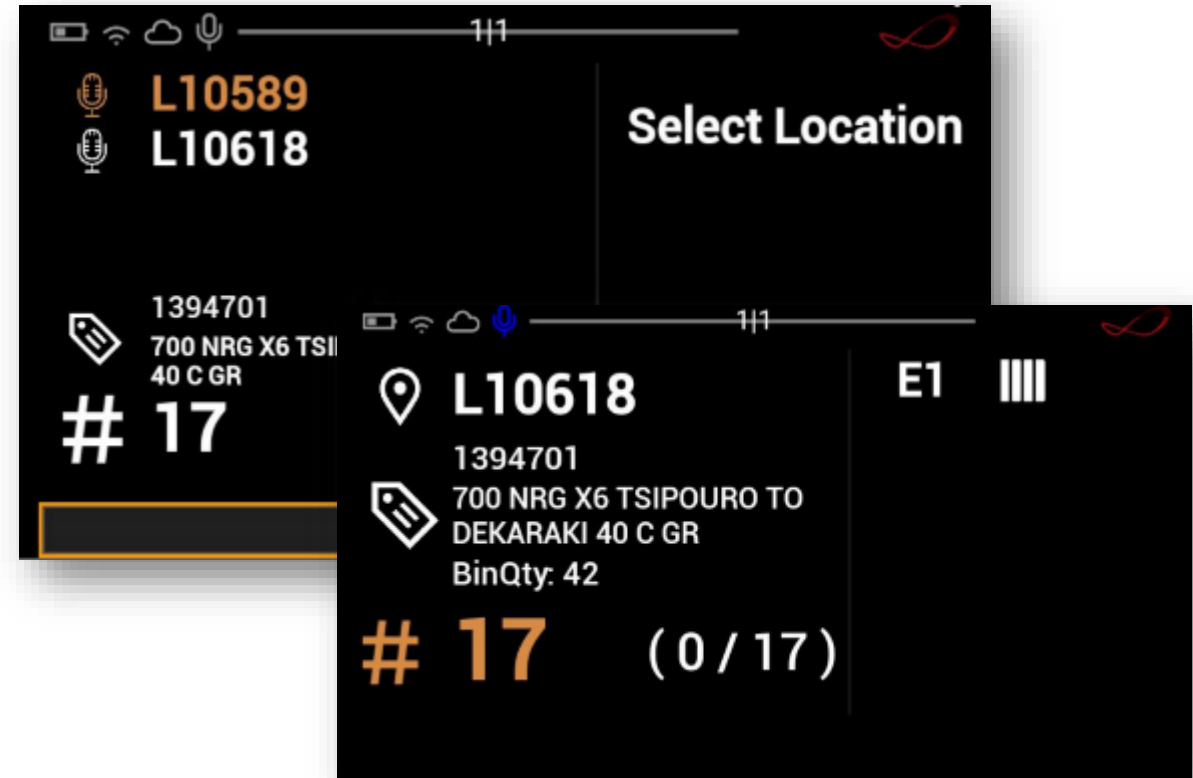 1|1
L10589
L10618
Select Location
1394701
700 NRG X6
40 C GR
# 17
1|1
L10618
E1
1394701
700 NRG X6 TSIPOURO TO
DEKARAKI 40 C GR
BinQty: 42
# 17 ( 0 / 17 )